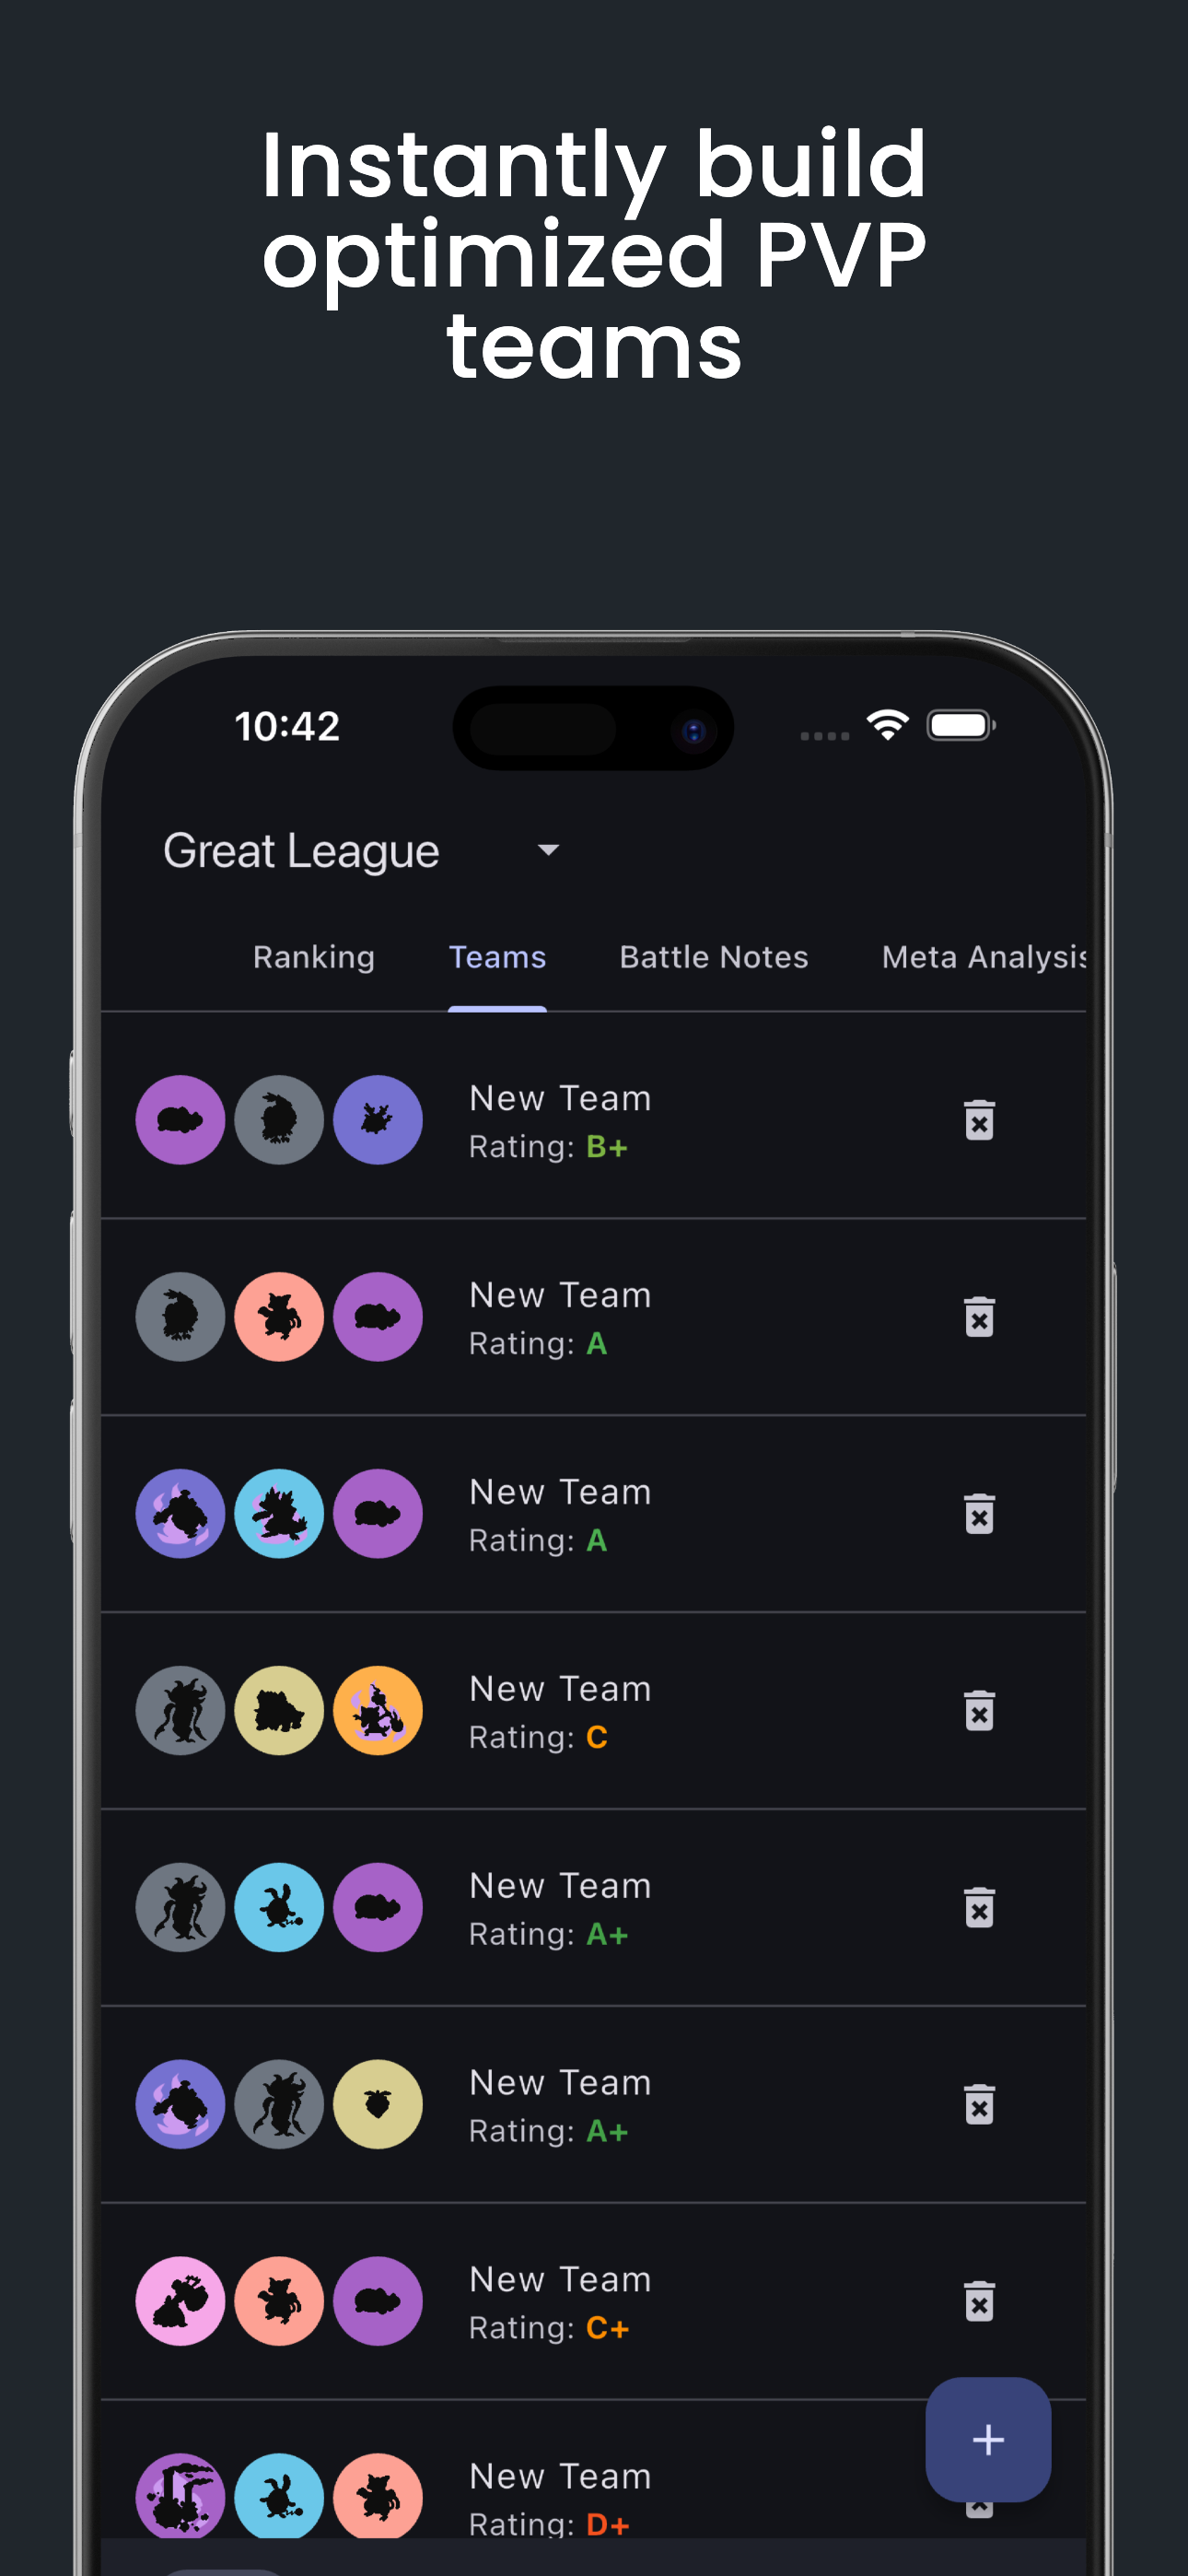 Instantly build
optimized PVP
teams
10:42
Great League
Ranking
Teams
Battle Notes
Meta Analysis
New Team
Rating: B+
New Team
Rating: A
New Team
Rating: A
New Team
Rating: C
New Team
Rating: A+
New Team
Rating: A+
New Team
Rating: C+
New Team
Rating: D+